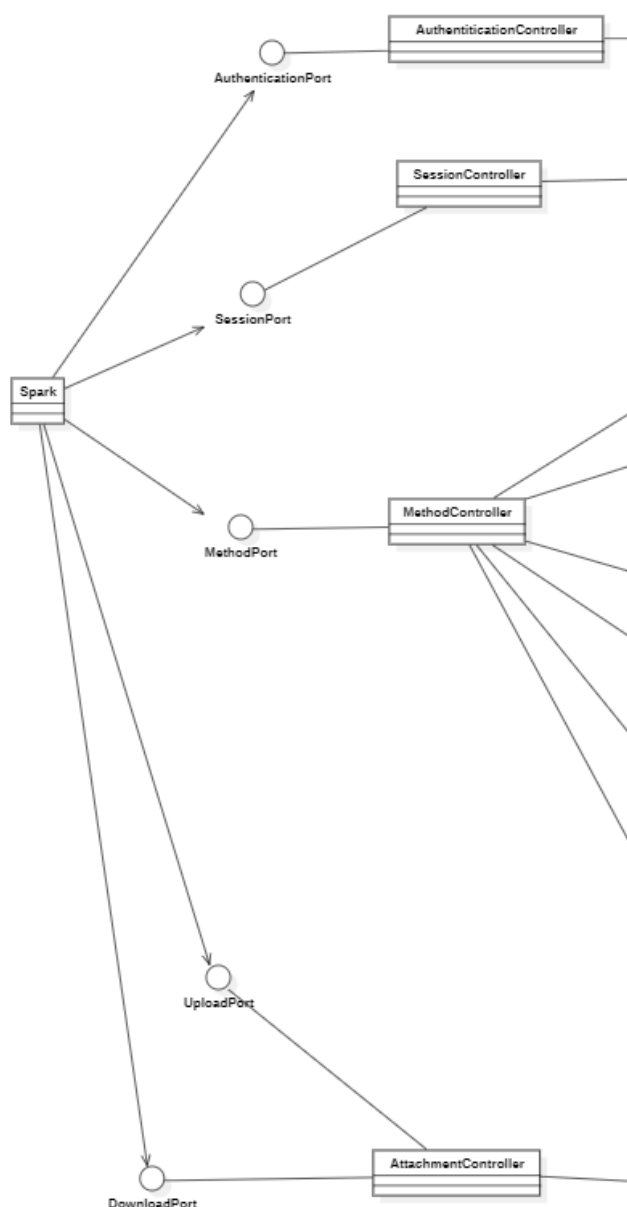 AuthentiticationController
AuthenticationPort
SessionController
SessionPort
Spark
MethodController
MethodPort
UploadPort
AttachmentController
DownloadPort